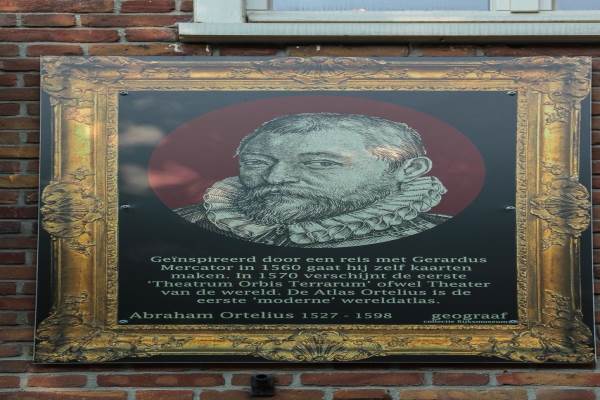 Geïnspireerd door een reis met Gerardus
Mercator in 1560 gaat hij zelf kaarten
maken. In 1570 verschijnt de eerste
'Theatrum Orbis Terrarum' ofwel Theater
van de wereld. De Atlas Ortelius is de
eerste 'moderne' wereldatlas.
Abraham Ortelius 1527 - 1598 geograaf
collectie Rijksmuseum